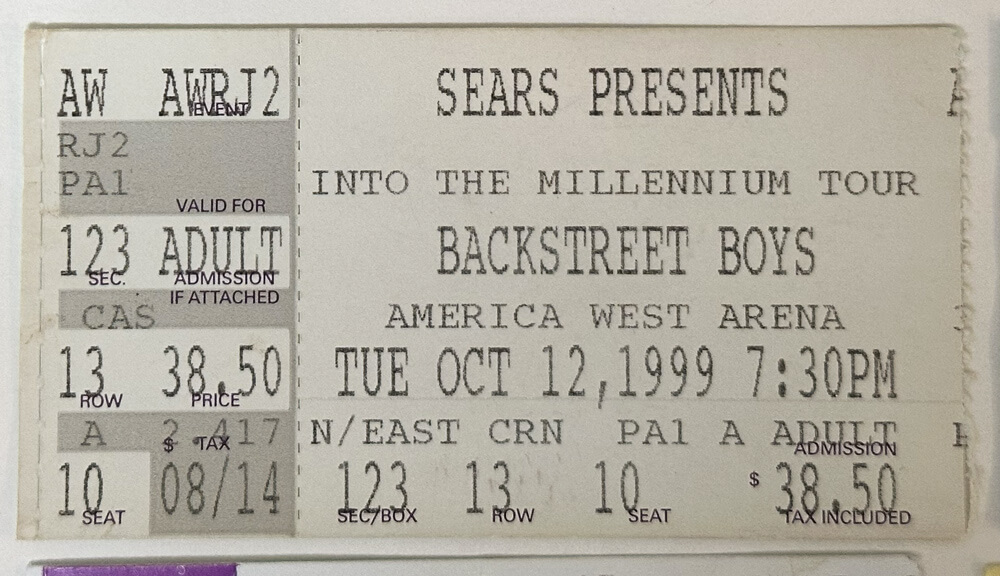 AW AWRJ2
EVENT
RJ2
PA1
VALID FOR
123 ADULT
SEC. ADMISSION
IF ATTACHED
CAS
13 38.50
ROW PRICE
A 2.417
$ TAX
10 08/14
SEAT
SEARS PRESENTS
INTO THE MILLENNIUM TOUR
BACKSTREET BOYS
AMERICA WEST ARENA
TUE OCT 12,1999 7:30PM
N/EAST CRN PA1 A ADULT
ADMISSION
123 13 10 $ 38.50
SEC/BOX ROW SEAT TAX INCLUDED